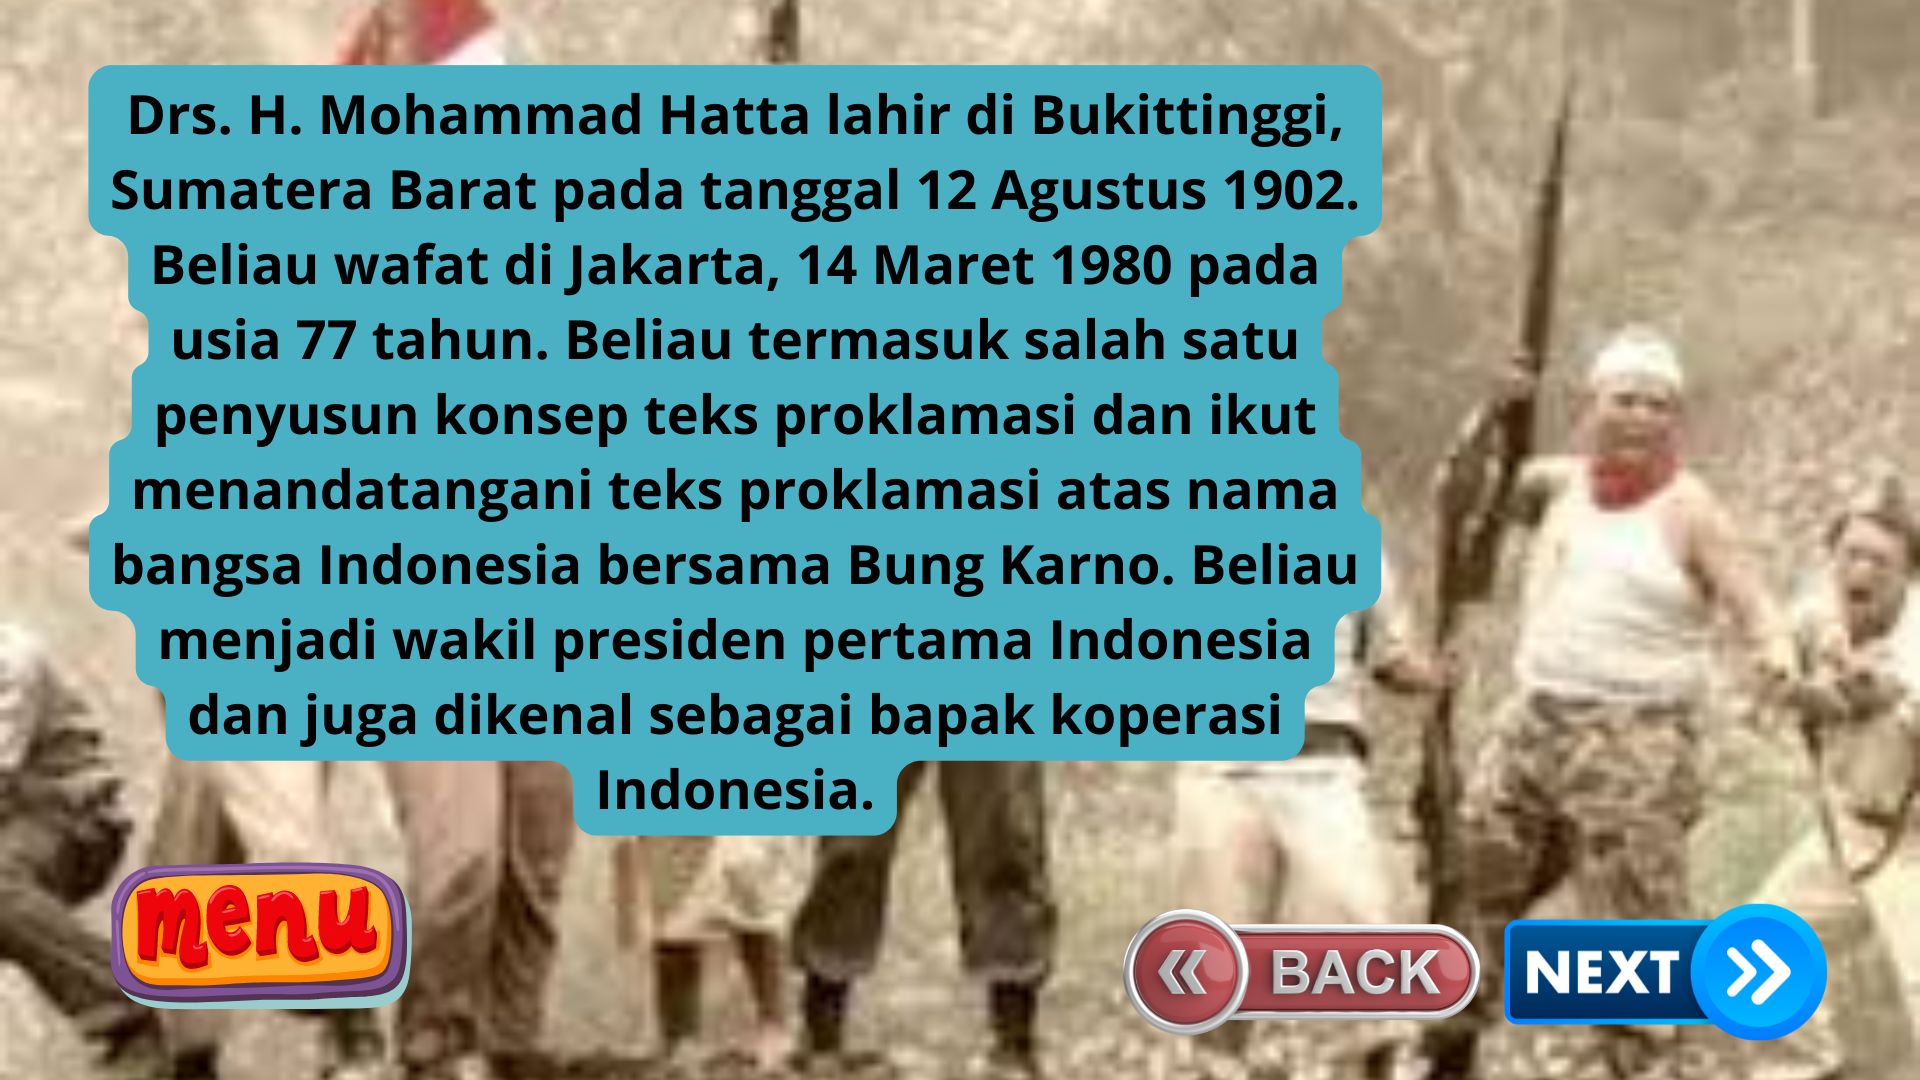 Drs. H. Mohammad Hatta lahir di Bukittinggi,
Sumatera Barat pada tanggal 12 Agustus 1902.
Beliau wafat di Jakarta, 14 Maret 1980 pada
usia 77 tahun. Beliau termasuk salah satu
penyusun konsep teks proklamasi dan ikut
menandatangani teks proklamasi atas nama
bangsa Indonesia bersama Bung Karno. Beliau
menjadi wakil presiden pertama Indonesia
dan juga dikenal sebagai bapak koperasi
Indonesia.
menu
BACK
NEXT